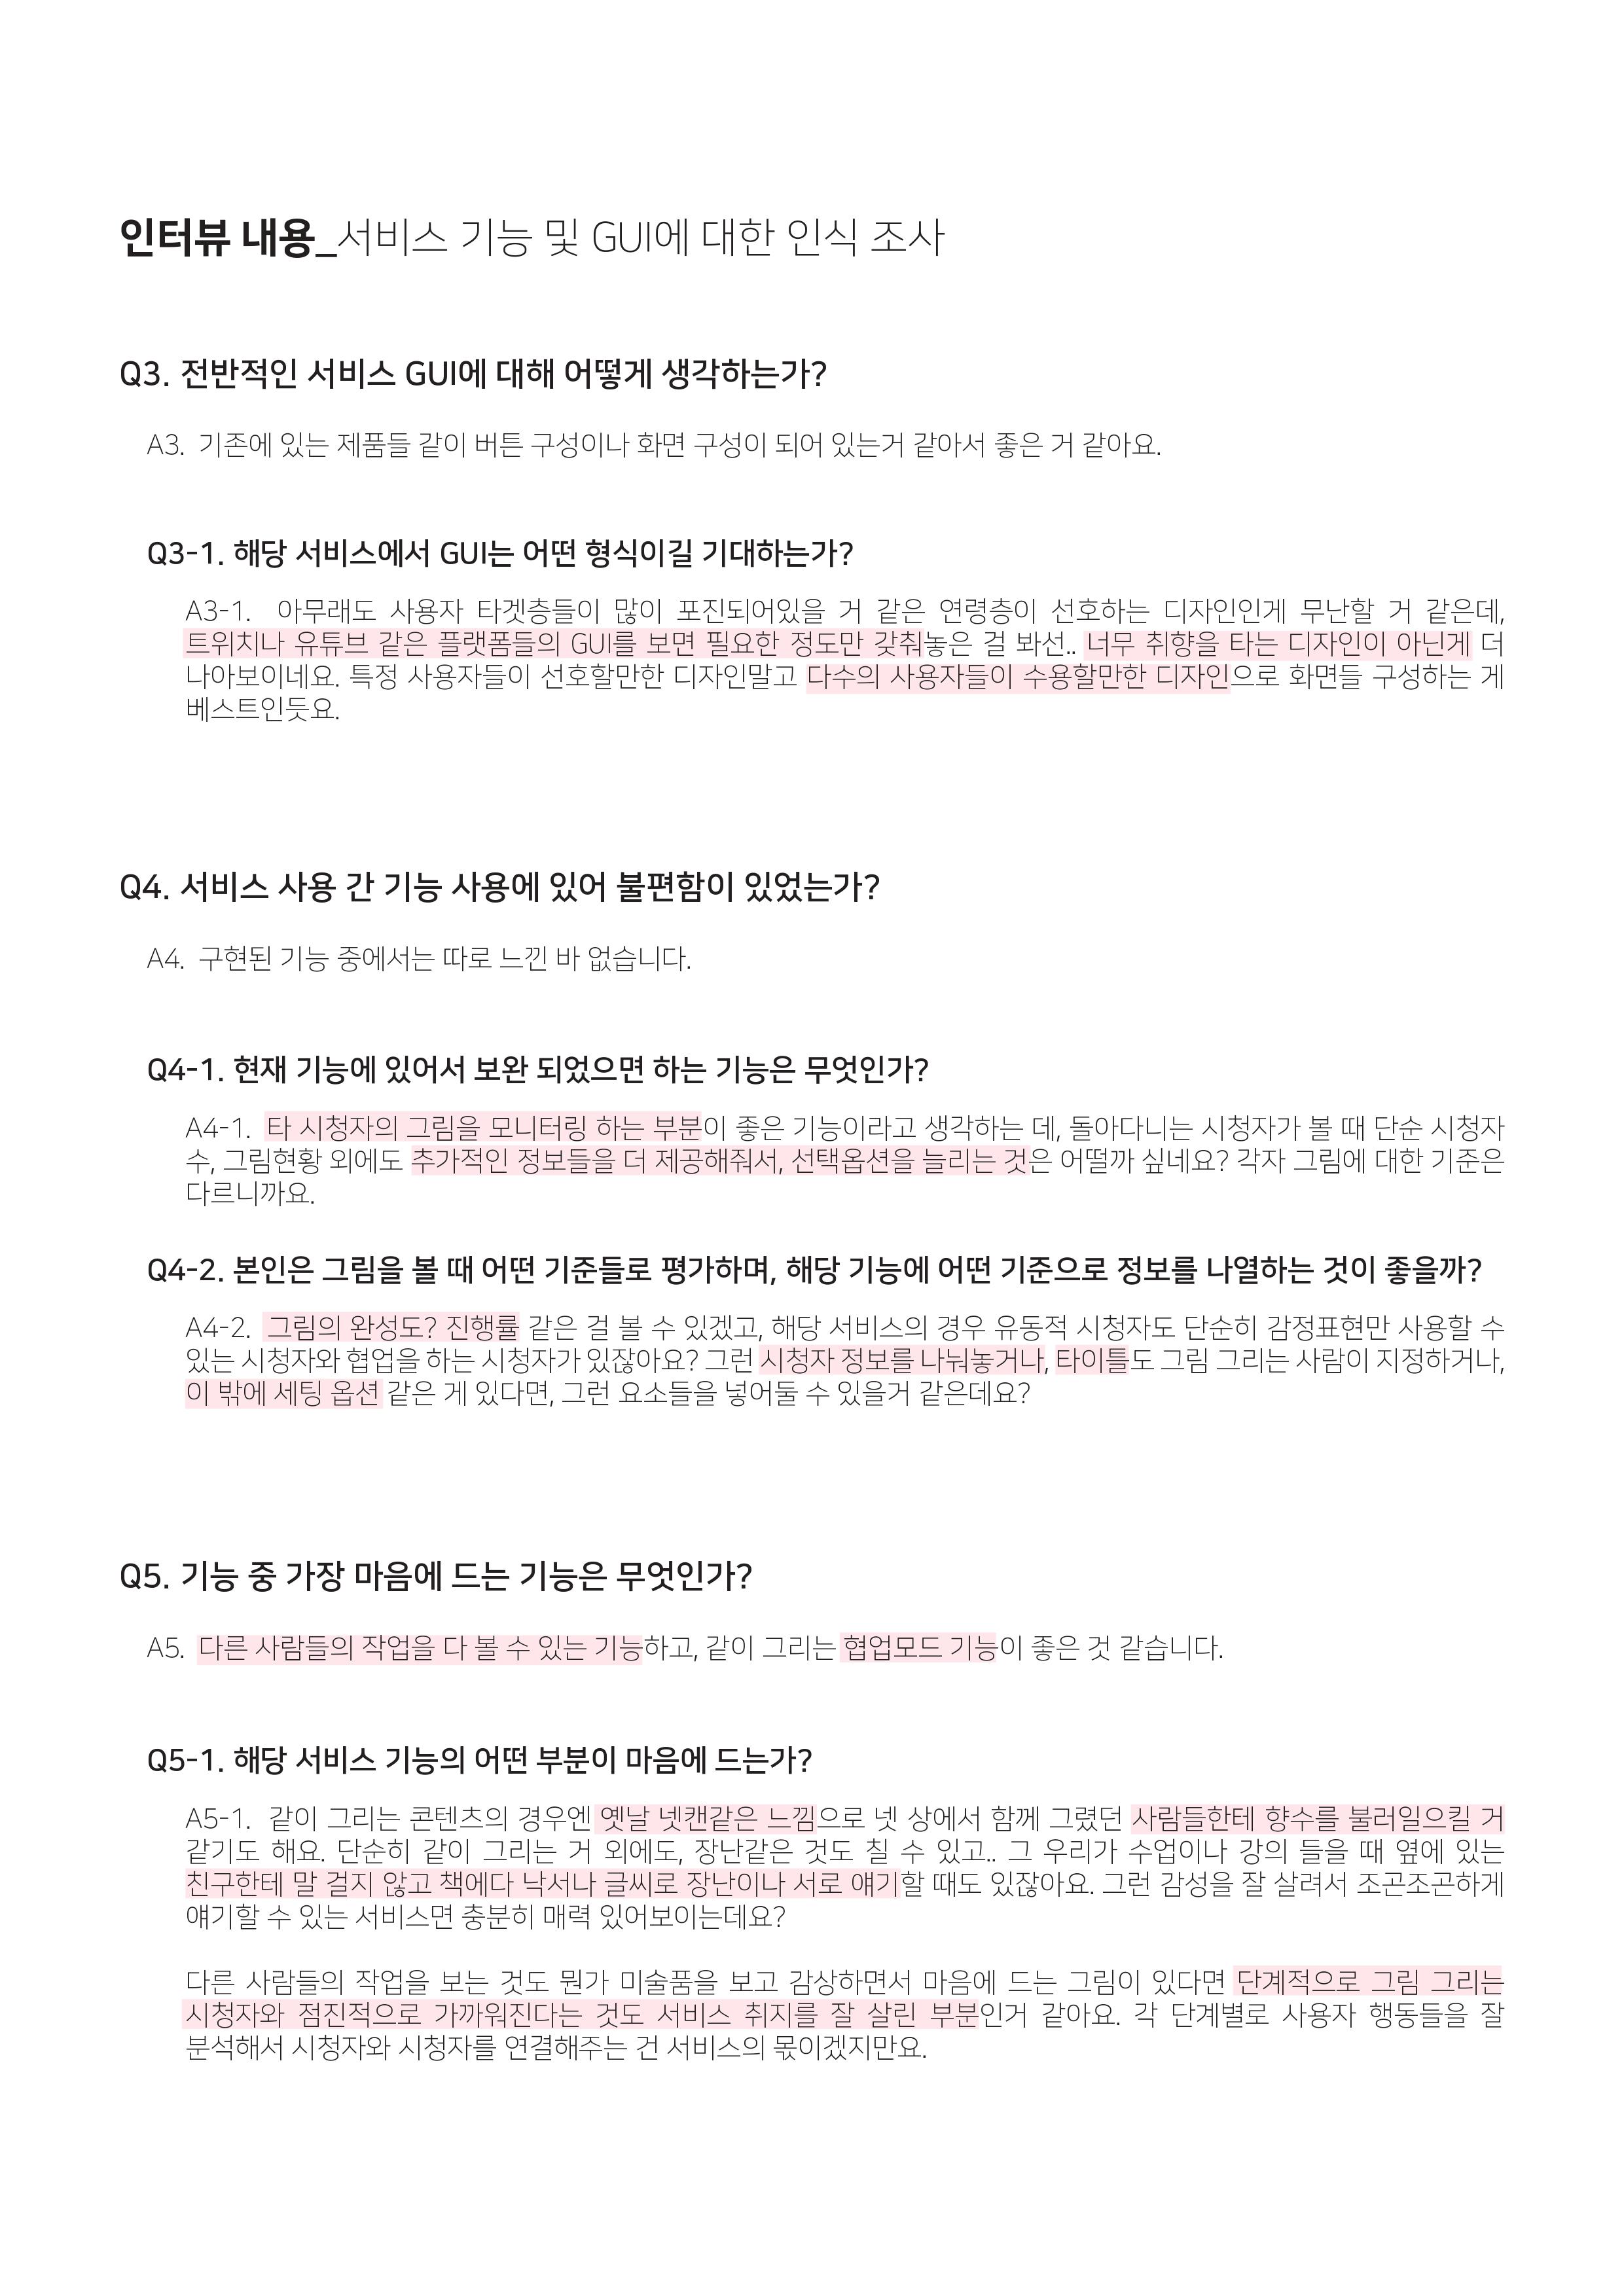 인터뷰 내용_서비스 기능 및 GUI에 대한 인식 조사
Q3. 전반적인 서비스 GUI에 대해 어떻게 생각하는가?
A3. 기존에 있는 제품들 같이 버튼 구성이나 화면 구성이 되어 있는거 같아서 좋은 거 같아요.
Q3-1. 해당 서비스에서 GUI는 어떤 형식이길 기대하는가?
A3-1. 아무래도 사용자 타겟층들이 많이 포진되어있을 거 같은 연령층이 선호하는 디자인인게 무난할 거 같은데,
트위치나 유튜브 같은 플랫폼들의 GUI를 보면 필요한 정도만 갖춰놓은 걸 봐선.. 너무 취향을 타는 디자인이 아닌게 더
나아보이네요. 특정 사용자들이 선호할만한 디자인말고 다수의 사용자들이 수용할만한 디자인으로 화면들 구성하는 게
베스트인듯요.
Q4. 서비스 사용 간 기능 사용에 있어 불편함이 있었는가?
A4. 구현된 기능 중에서는 따로 느낀 바 없습니다.
Q4-1. 현재 기능에 있어서 보완 되었으면 하는 기능은 무엇인가?
A4-1. 타 시청자의 그림을 모니터링 하는 부분이 좋은 기능이라고 생각하는 데, 돌아다니는 시청자가 볼 때 단순 시청자
수, 그림현황 외에도 추가적인 정보들을 더 제공해줘서, 선택옵션을 늘리는 것은 어떨까 싶네요? 각자 그림에 대한 기준은
다르니까요.
Q4-2. 본인은 그림을 볼 때 어떤 기준들로 평가하며, 해당 기능에 어떤 기준으로 정보를 나열하는 것이 좋을까?
A4-2. 그림의 완성도? 진행률 같은 걸 볼 수 있겠고, 해당 서비스의 경우 유동적 시청자도 단순히 감정표현만 사용할 수
있는 시청자와 협업을 하는 시청자가 있잖아요? 그런 시청자 정보를 나눠놓거나, 타이틀도 그림 그리는 사람이 지정하거나,
이 밖에 세팅 옵션 같은 게 있다면, 그런 요소들을 넣어둘 수 있을거 같은데요?
Q5. 기능 중 가장 마음에 드는 기능은 무엇인가?
A5. 다른 사람들의 작업을 다 볼 수 있는 기능하고, 같이 그리는 협업모드 기능이 좋은 것 같습니다.
Q5-1. 해당 서비스 기능의 어떤 부분이 마음에 드는가?
A5-1. 같이 그리는 콘텐츠의 경우엔 옛날 넷캔같은 느낌으로 넷 상에서 함께 그렸던 사람들한테 향수를 불러일으킬 거
같기도 해요. 단순히 같이 그리는 거 외에도, 장난같은 것도 칠 수 있고.. 그 우리가 수업이나 강의 들을 때 옆에 있는
친구한테 말 걸지 않고 책에다 낙서나 글씨로 장난이나 서로 얘기할 때도 있잖아요. 그런 감성을 잘 살려서 조곤조곤하게
얘기할 수 있는 서비스면 충분히 매력 있어보이는데요?
다른 사람들의 작업을 보는 것도 뭔가 미술품을 보고 감상하면서 마음에 드는 그림이 있다면 단계적으로 그림 그리는
시청자와 점진적으로 가까워진다는 것도 서비스 취지를 잘 살린 부분인거 같아요. 각 단계별로 사용자 행동들을 잘
분석해서 시청자와 시청자를 연결해주는 건 서비스의 몫이겠지만요.